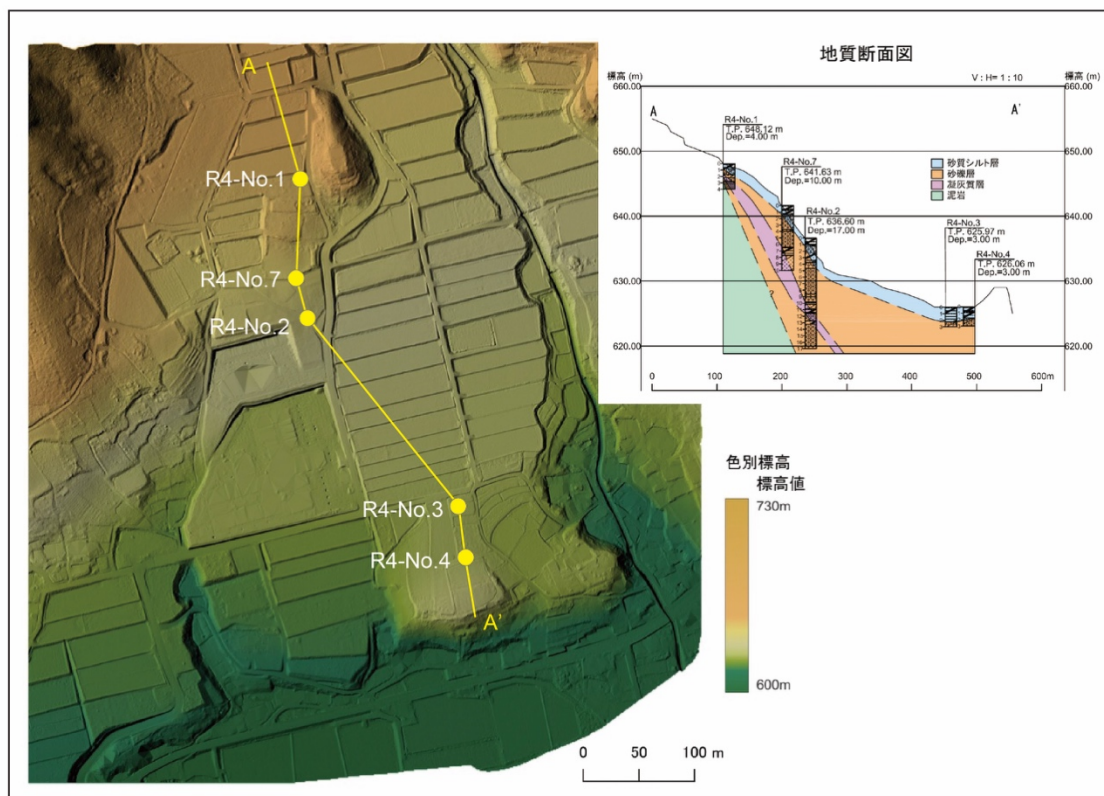 A
R4-No.1
R4-No.7
R4-No.2
R4-No.3
R4-No.4
A'
地質断面図
標高 (m)
V : H= 1 : 10
標高 (m)
660.00
660.00
A
A'
R4-No.1
T.P. 648.12 m
Dep.=4.00 m
650.00
650.00
R4-No.7
T.P. 641.63 m
Dep.=10.00 m
砂質シルト層
砂礫層
凝灰質層
泥岩
640.00
640.00
R4-No.2
T.P. 636.60 m
Dep.=17.00 m
R4-No.3
T.P. 625.97 m
Dep.=3.00 m
R4-No.4
T.P. 626.06 m
Dep.=3.00 m
630.00
630.00
?
620.00
620.00
0 100 200 300 400 500 600m
色別標高
標高値
730m
600m
0 50 100 m